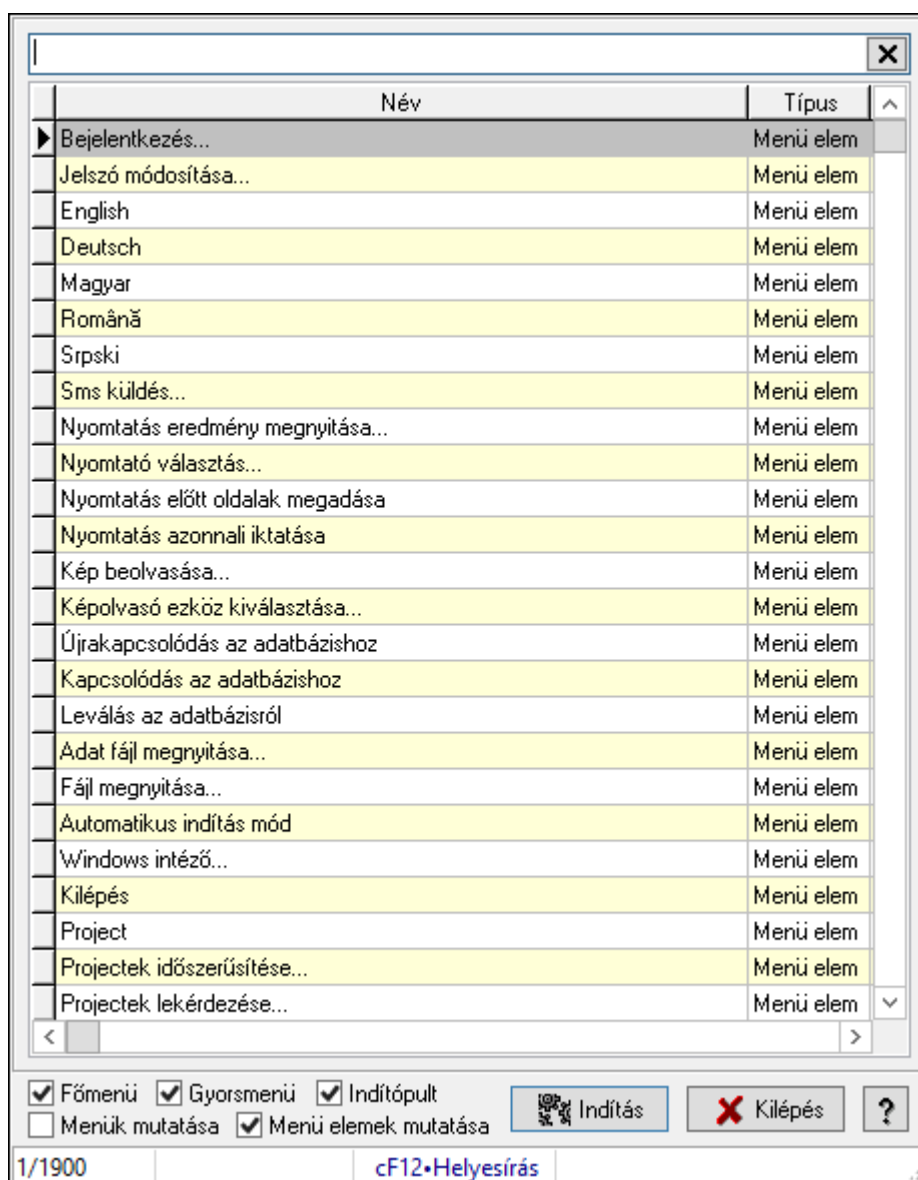 Név Típus
Bejelentkezés... Menü elem
Jelszó módosítása... Menü elem
English Menü elem
Deutsch Menü elem
Magyar Menü elem
Română Menü elem
Srpski Menü elem
Sms küldés... Menü elem
Nyomtatás eredmény megnyitása... Menü elem
Nyomtató választás... Menü elem
Nyomtatás előtt oldalak megadása Menü elem
Nyomtatás azonnali iktatása Menü elem
Kép beolvasása... Menü elem
Képolvasó ezköz kiválasztása... Menü elem
Újrakapcsolódás az adatbázishoz Menü elem
Kapcsolódás az adatbázishoz Menü elem
Leválás az adatbázisról Menü elem
Adat fájl megnyitása... Menü elem
Fájl megnyitása... Menü elem
Automatikus indítás mód Menü elem
Windows intéző... Menü elem
Kilépés Menü elem
Project Menü elem
Projectek időszerűsítése... Menü elem
Projectek lekérdezése... Menü elem
Főmenü Gyorsmenü Indítópult
Menük mutatása Menü elemek mutatása Indítás Kilépés ?
1/1900 cF12•Helyesírás